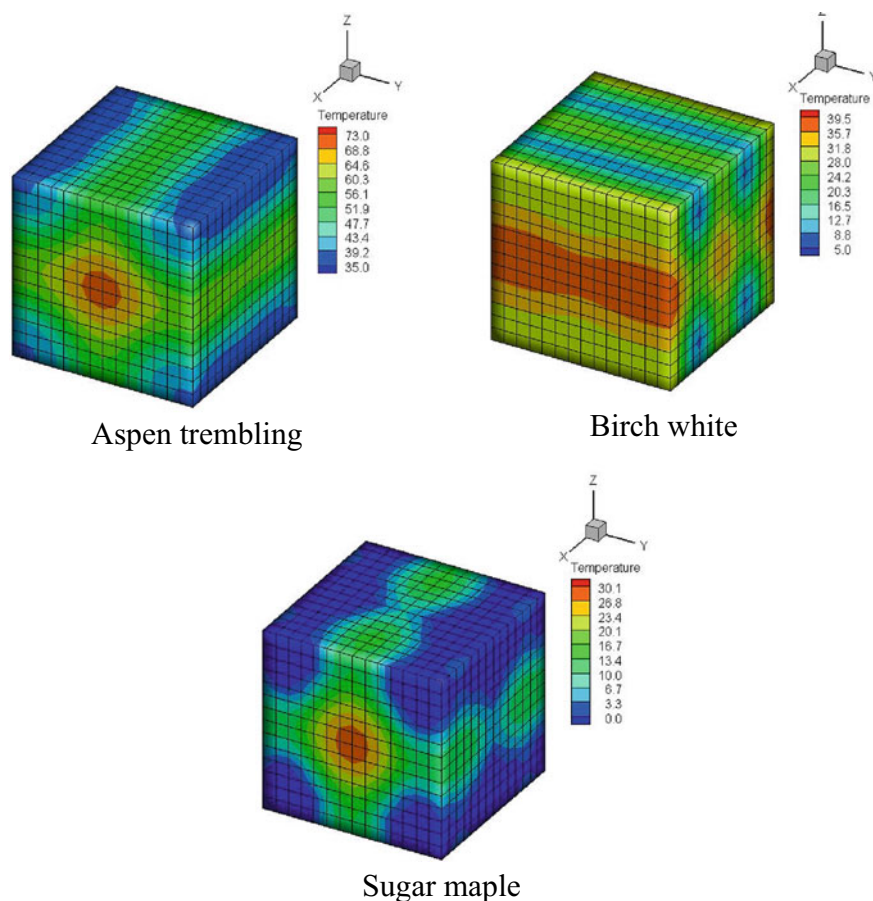 Z
X
Y
Temperature
73.0
68.8
64.6
60.3
56.1
51.9
47.7
43.4
39.2
35.0
Aspen trembling
Z
X
Y
Temperature
39.5
35.7
31.8
28.0
24.2
20.3
16.5
12.7
8.8
5.0
Birch white
Z
X
Y
Temperature
30.1
26.8
23.4
20.1
16.7
13.4
10.0
6.7
3.3
0.0
Sugar maple